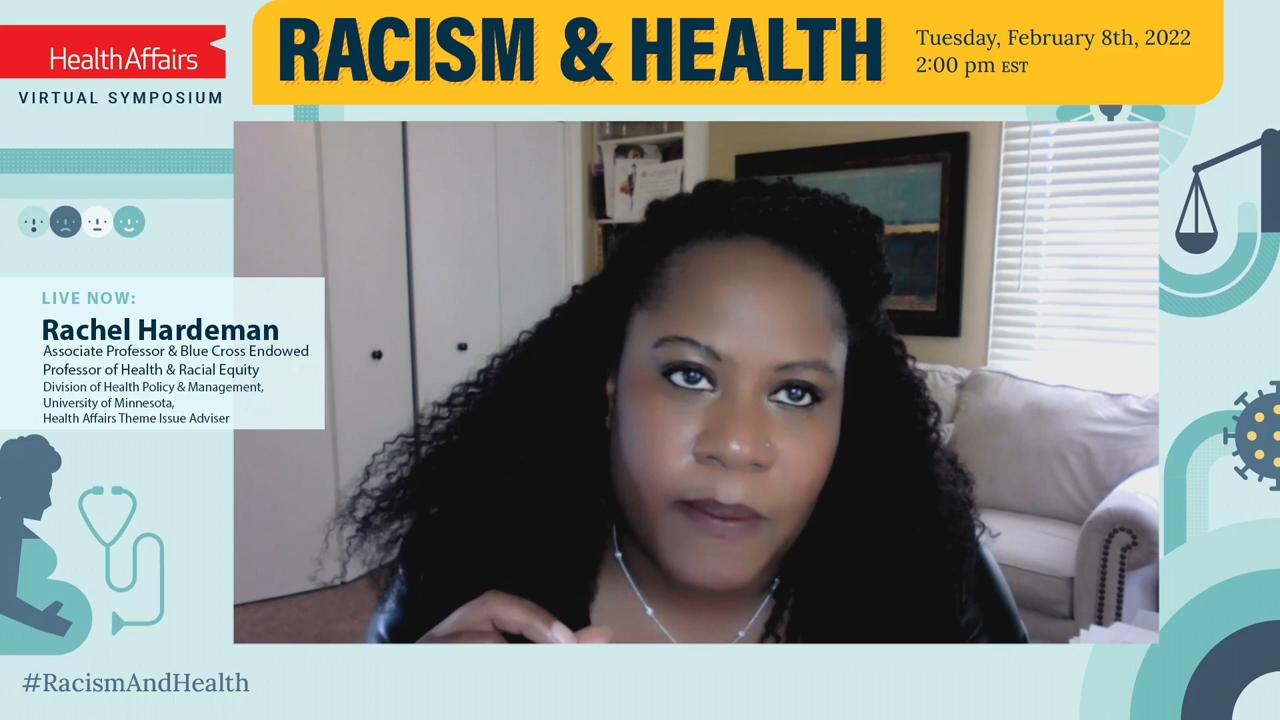 HealthAffairs
VIRTUAL SYMPOSIUM
RACISM & HEALTH
Tuesday, February 8th, 2022
2:00 pm EST
LIVE NOW:
Rachel Hardeman
Associate Professor & Blue Cross Endowed
Professor of Health & Racial Equity
Division of Health Policy & Management,
University of Minnesota,
Health Affairs Theme Issue Adviser
#RacismAndHealth